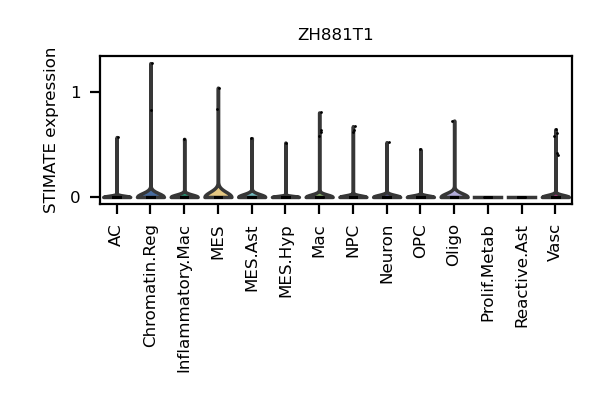 ZH881T1
STIMATE expression
1
0
AC
Chromatin.Reg
Inflammatory.Mac
MES
MES.Ast
MES.Hyp
Mac
NPC
Neuron
OPC
Oligo
Prolif.Metab
Reactive.Ast
Vasc